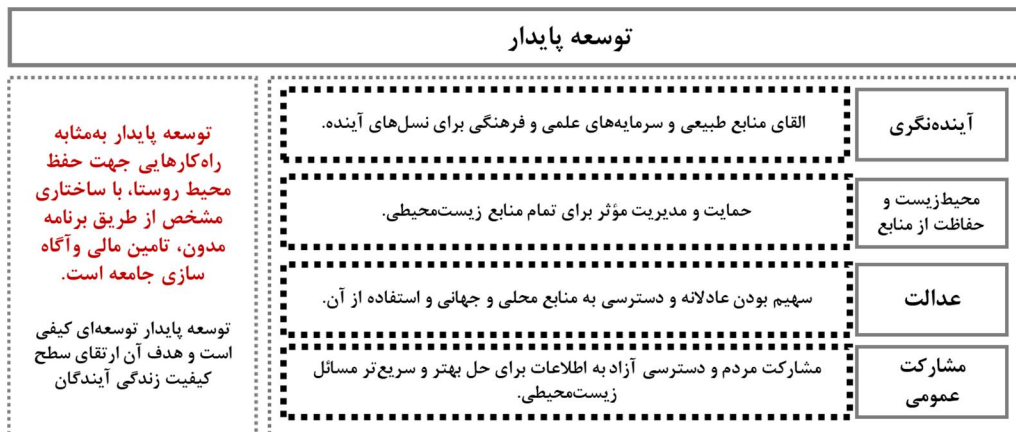 توسعه پایدار
آینده‌نگری
القای منابع طبیعی و سرمایه‌های علمی و فرهنگی برای نسل‌های آینده.
محیط‌زیست و
حفاظت از منابع
حمایت و مدیریت مؤثر برای تمام منابع زیست‌محیطی.
عدالت
سهیم بودن عادلانه و دسترسی به منابع محلی و جهانی و استفاده از آن.
مشارکت
عمومی
مشارکت مردم و دسترسی آزاد به اطلاعات برای حل بهتر و سریع‌تر مسائل
زیست‌محیطی.
توسعه پایدار به‌مثابه
راه‌کارهایی جهت حفظ
محیط روستا، با ساختاری
مشخص از طریق برنامه
مدون، تامین مالی وآگاه
سازی جامعه است.
توسعه پایدار توسعه‌ای کیفی
است و هدف آن ارتقای سطح
کیفیت زندگی آیندگان